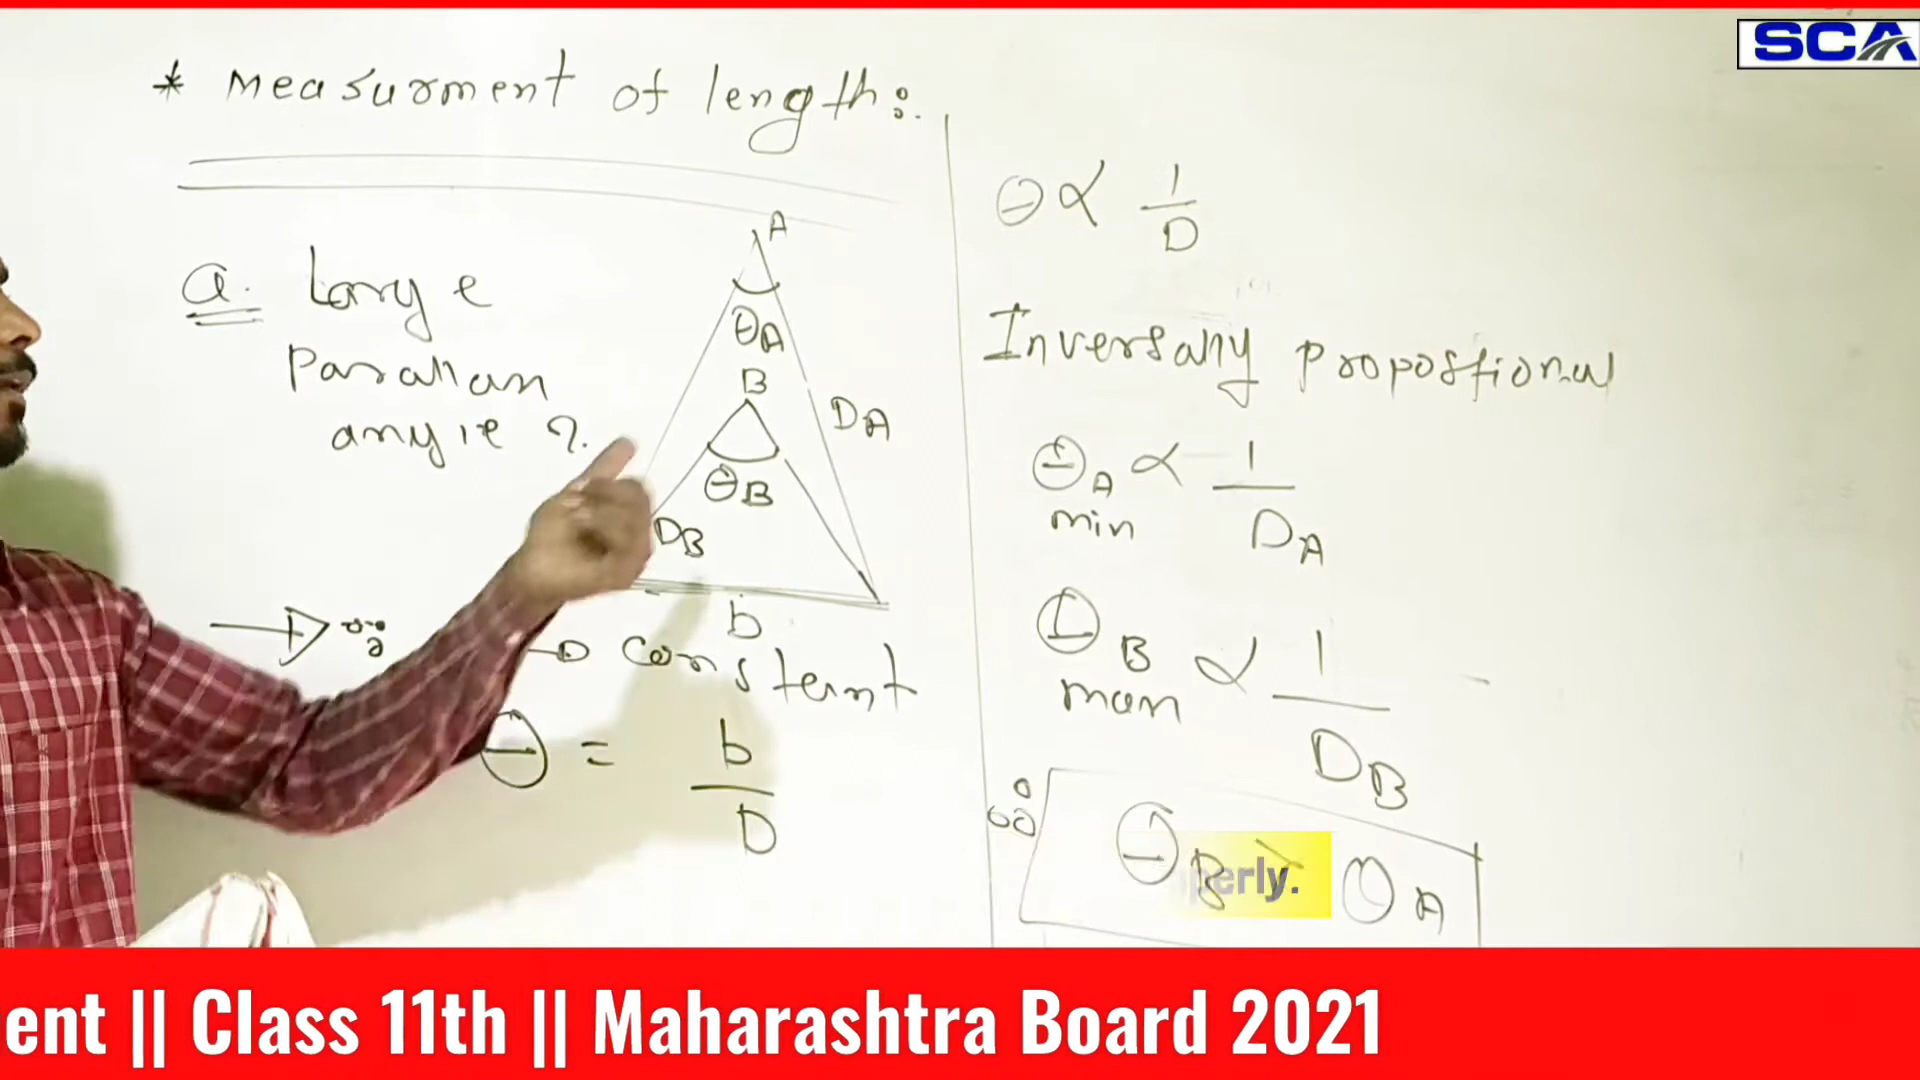 SCA
* measurment of length:
a. Large
Parallax
angle ?
A
θA
B
DA
θB
DB
b
constant
θ = b/D
θ ∝ 1/D
Inversally proportional
θA ∝ 1/DA
min
θB ∝ 1/DB
max
∴ θB > θA
erly.
ent || Class 11th || Maharashtra Board 2021